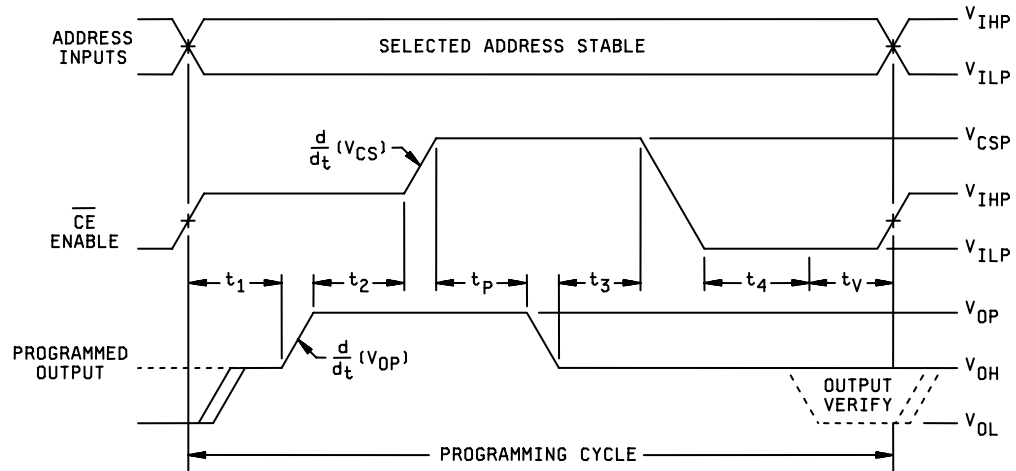 ADDRESS
INPUTS
SELECTED ADDRESS STABLE
V_IHP
V_ILP
d/dt (V_CS)
V_CSP
V_IHP
C̅E̅
ENABLE
V_ILP
t_1
t_2
t_P
t_3
t_4
t_V
V_OP
PROGRAMMED
OUTPUT
d/dt (V_OP)
V_OH
OUTPUT
VERIFY
V_OL
PROGRAMMING CYCLE